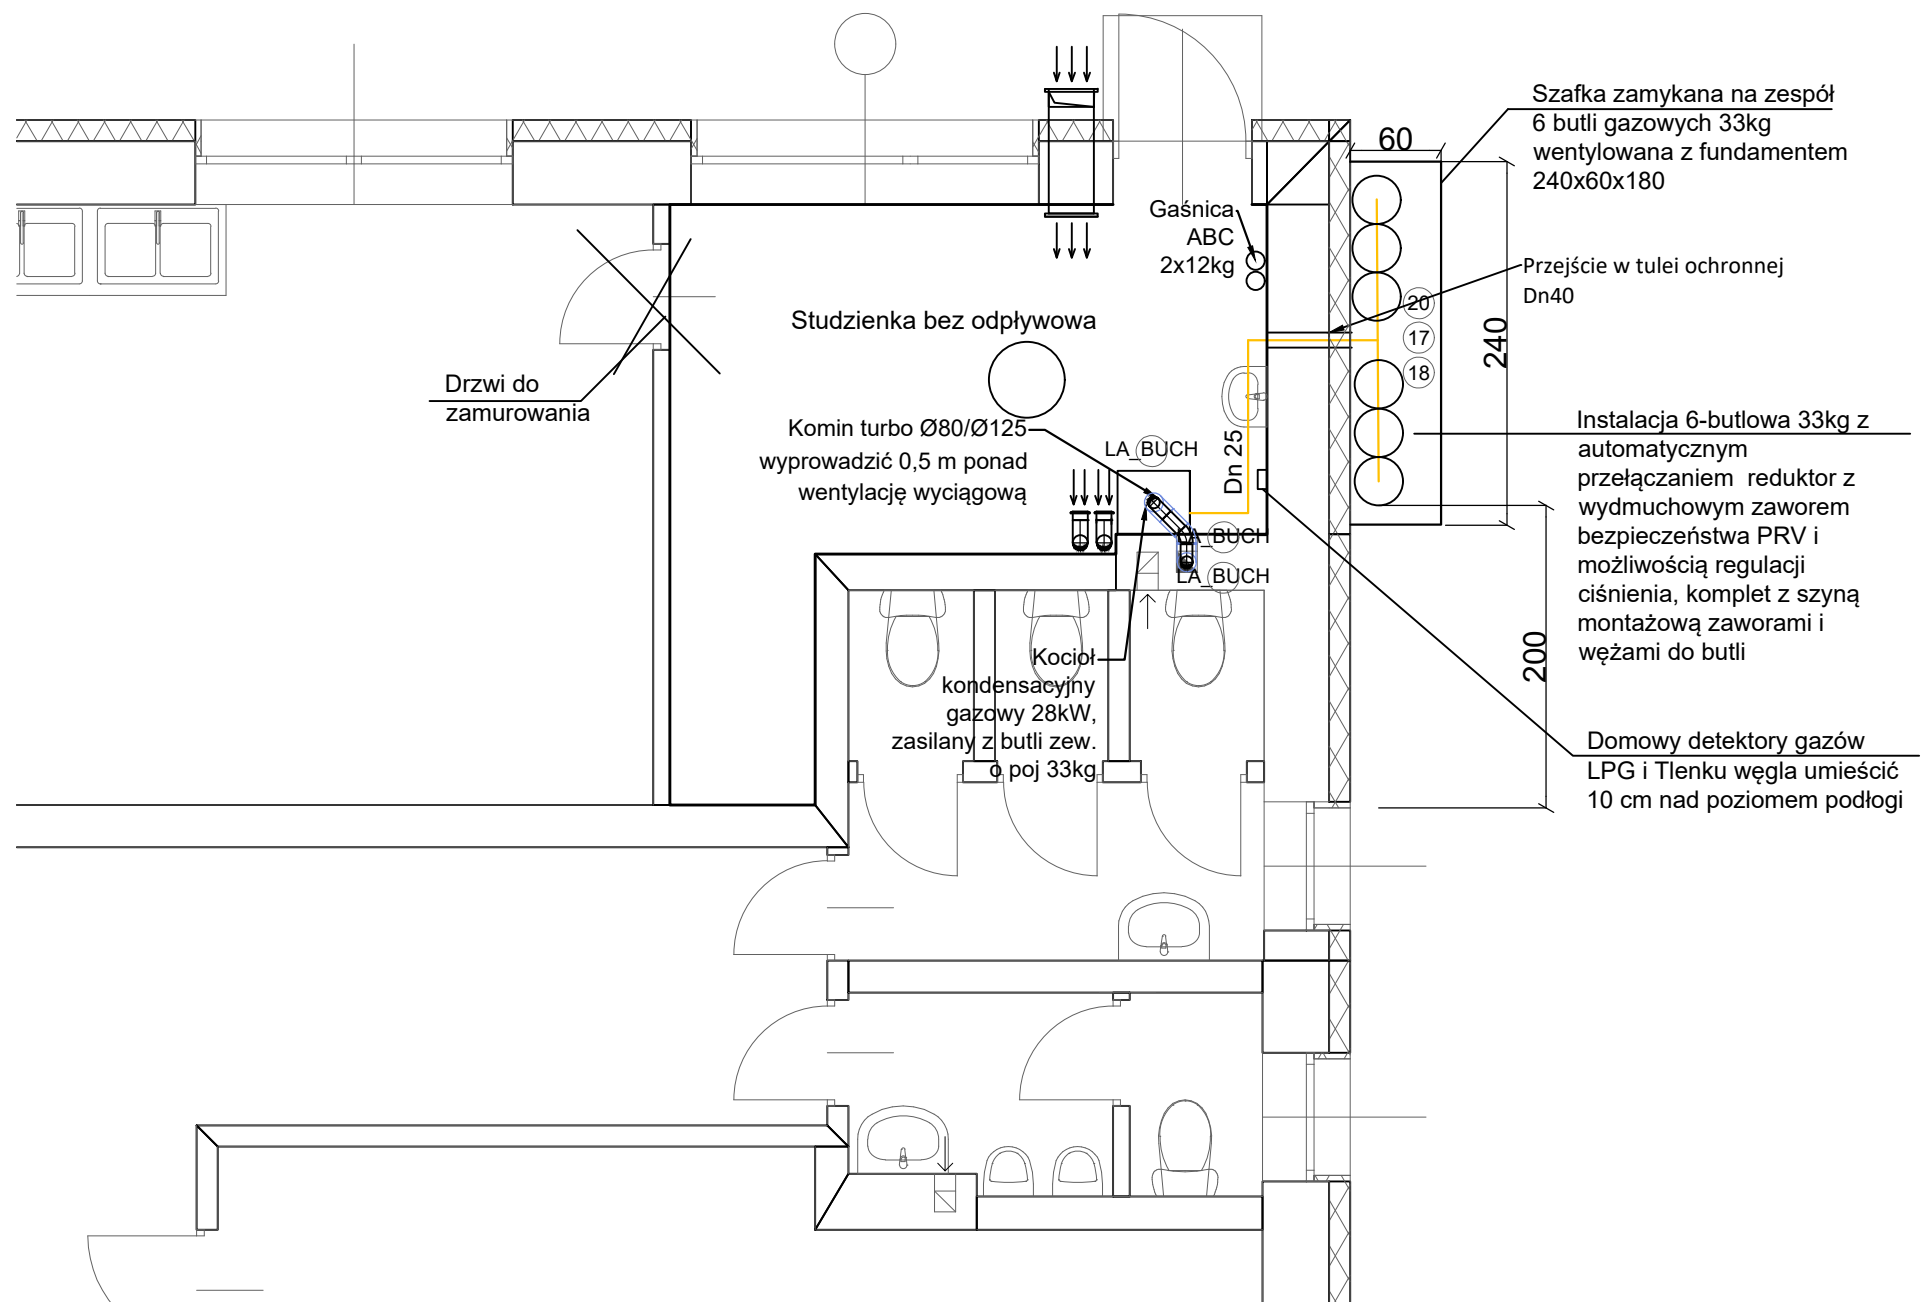 Szafka zamykana na zespół
6 butli gazowych 33kg
wentylowana z fundamentem
240x60x180
60
Gaśnica
ABC
2x12kg
Przejście w tulei ochronnej
Dn40
20
17
18
240
Studzienka bez odpływowa
Drzwi do
zamurowania
Komin turbo Ø80/Ø125
wyprowadzić 0,5 m ponad
wentylację wyciągową
LA_BUCH
Dn 25
LA_BUCH
LA_BUCH
Instalacja 6-butlowa 33kg z
automatycznym
przełączaniem reduktor z
wydmuchowym zaworem
bezpieczeństwa PRV i
możliwością regulacji
ciśnienia, komplet z szyną
montażową zaworami i
wężami do butli
200
Kocioł
kondensacyjny
gazowy 28kW,
zasilany z butli zew.
o poj 33kg
Domowy detektory gazów
LPG i Tlenku węgla umieścić
10 cm nad poziomem podłogi